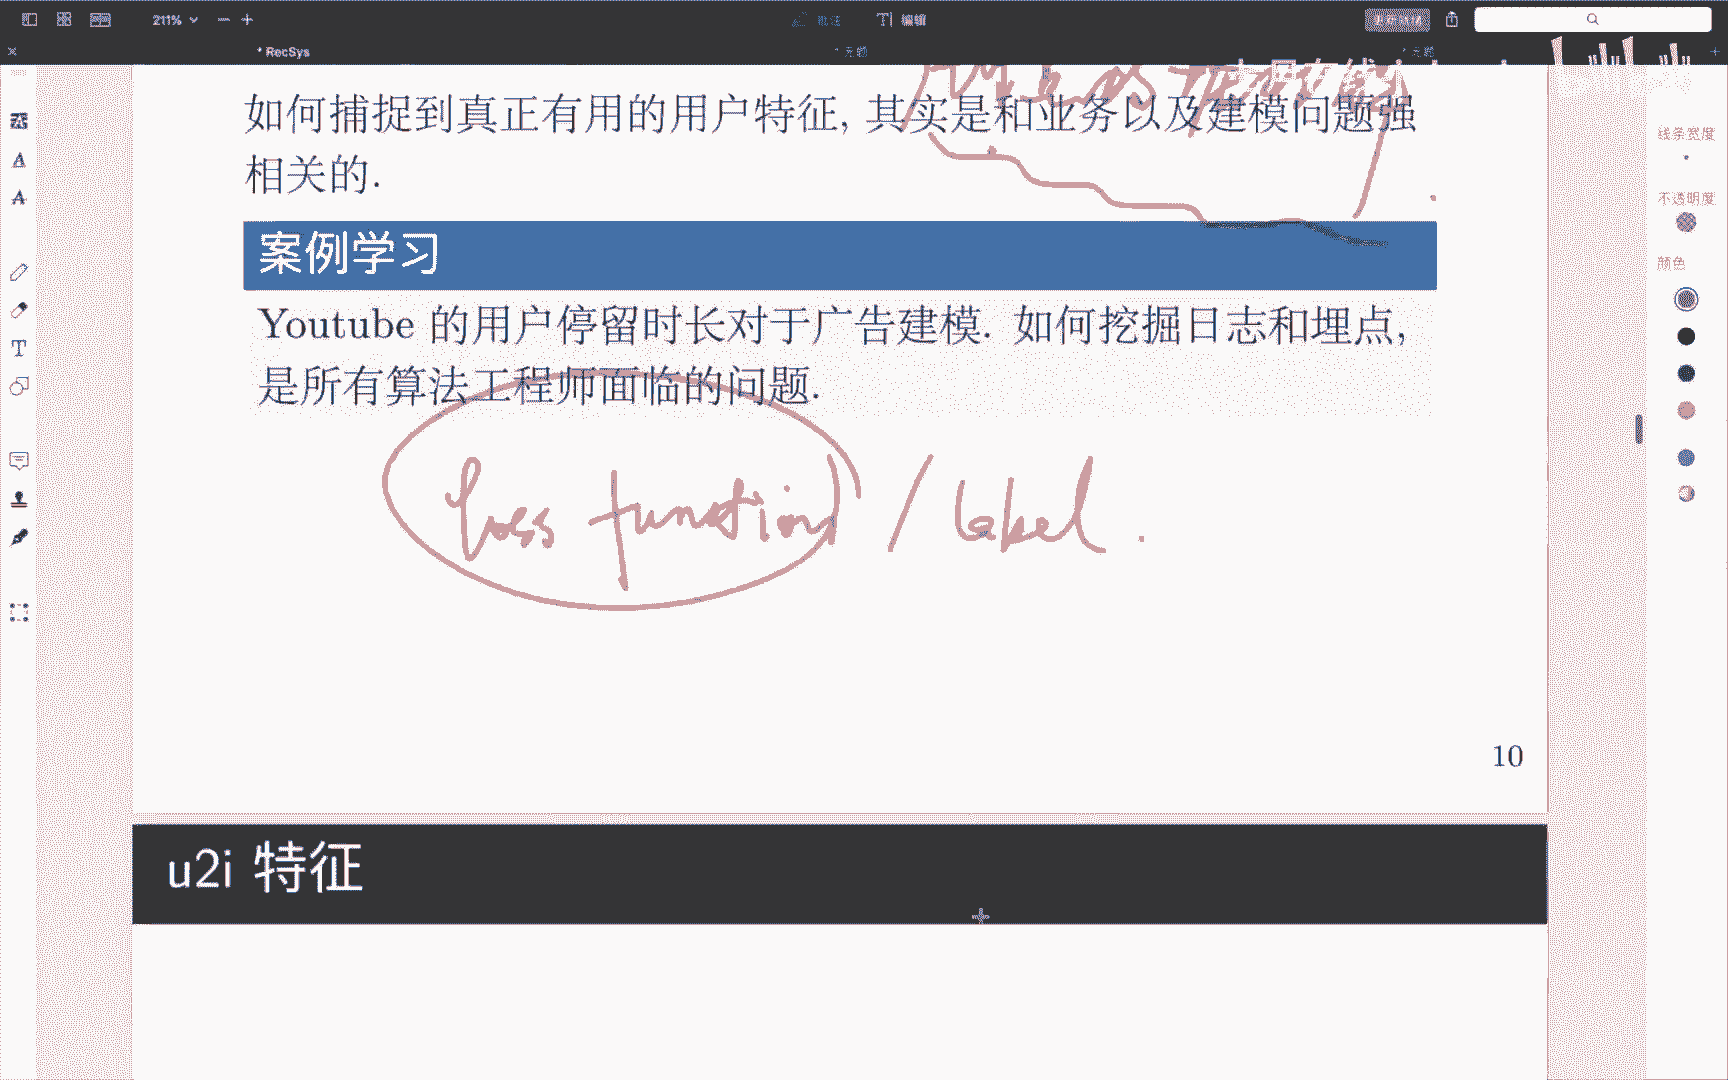 211%
编辑
* RecSys
* 无题
* 无题
如何捕捉到真正有用的用户特征, 其实是和业务以及建模问题强
相关的.
线条宽度
不透明度
颜色
案例学习
Youtube 的用户停留时长对于广告建模. 如何挖掘日志和埋点,
是所有算法工程师面临的问题.
loss function / label.
10
u2i 特征